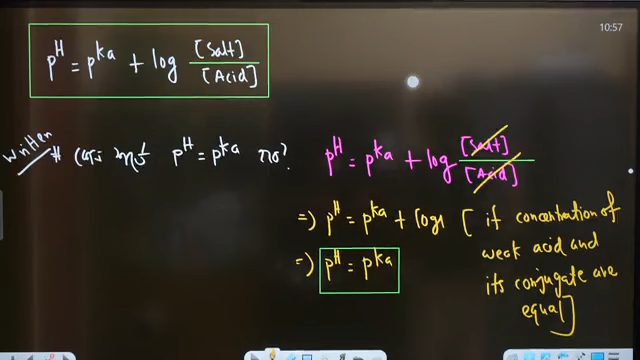 10:57
pH = pKa + log [Salt]/[Acid]
Written # কখন pH = pKa হয়?
pH = pKa + log [Salt]/[Acid]
=) pH = pKa + log1 [if concentration of weak acid and its conjugate are equal]
=) pH = pKa